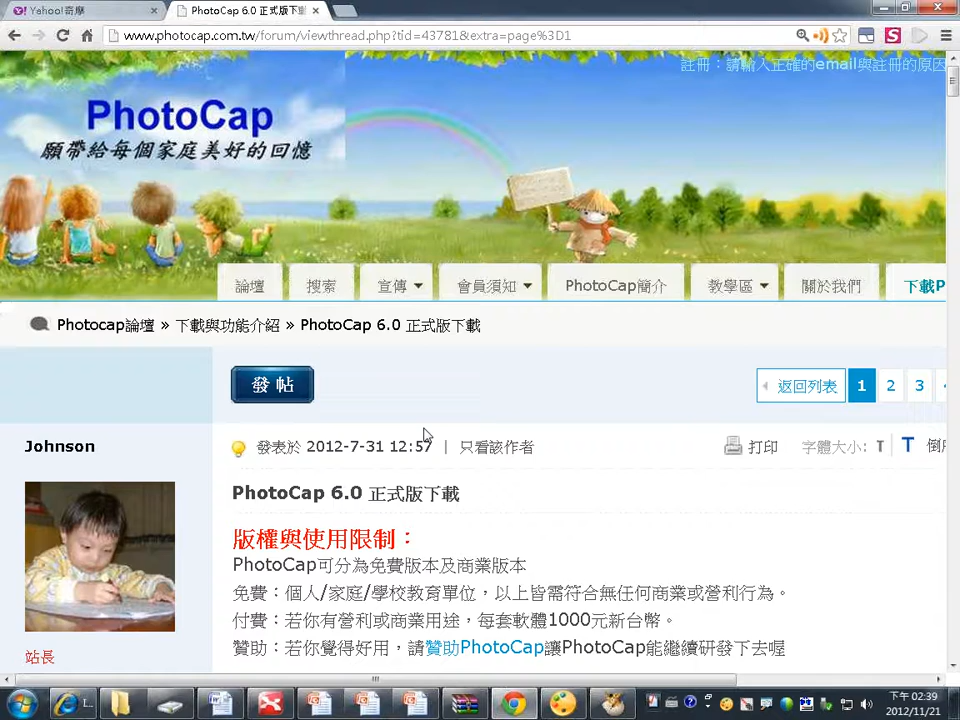 Yahoo!奇摩
PhotoCap 6.0 正式版下載
www.photocap.com.tw/forum/viewthread.php?tid=43781&extra=page%3D1
註冊：請輸入正確的email與註冊的原因
PhotoCap
願帶給每個家庭美好的回憶
論壇 搜索 宣傳 會員須知 PhotoCap簡介 教學區 關於我們 下載P
Photocap論壇 » 下載與功能介紹 » PhotoCap 6.0 正式版下載
發帖
返回列表 1 2 3
Johnson
發表於 2012-7-31 12:57 | 只看該作者
打印 字體大小: T T 倒
PhotoCap 6.0 正式版下載
版權與使用限制：
PhotoCap可分為免費版本及商業版本
免費：個人/家庭/學校教育單位，以上皆需符合無任何商業或營利行為。
付費：若你有營利或商業用途，每套軟體1000元新台幣。
贊助：若你覺得好用，請贊助PhotoCap讓PhotoCap能繼續研發下去喔
站長
下午 02:39
2012/11/21